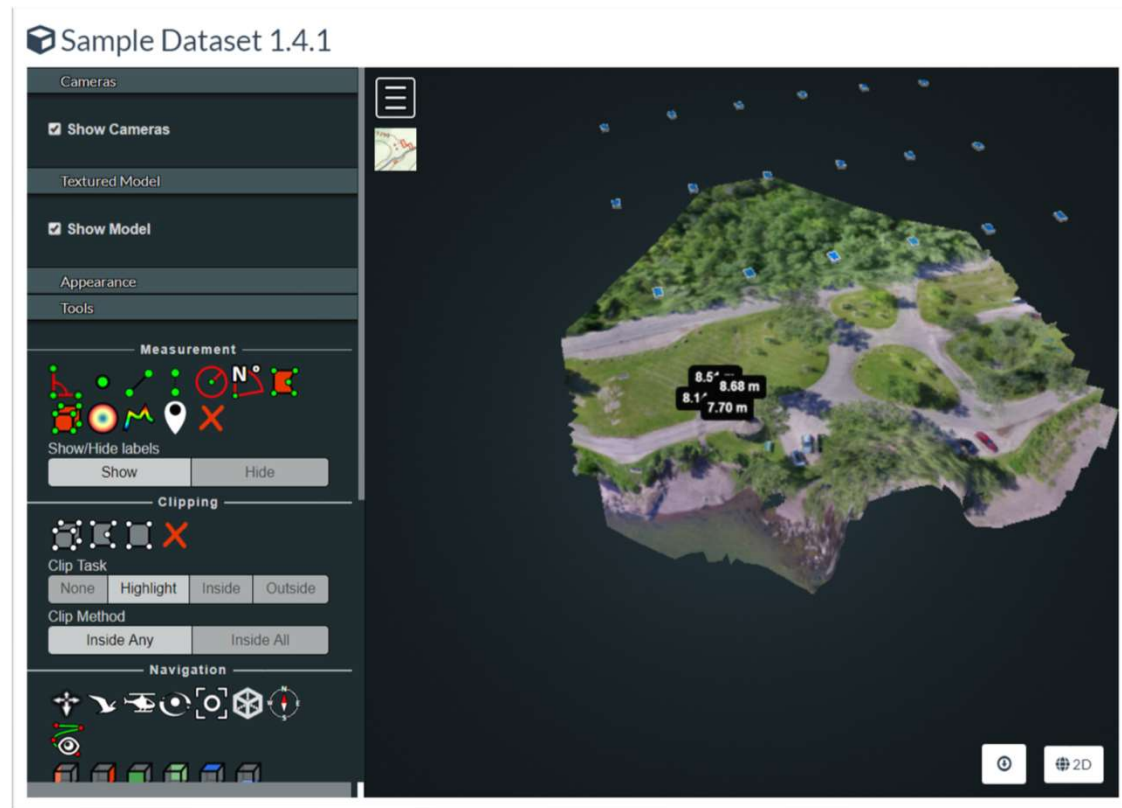 Sample Dataset 1.4.1
Cameras
Show Cameras
Textured Model
Show Model
Appearance
Tools
Measurement
N°
Show/Hide labels
Show Hide
Clipping
Clip Task
None Highlight Inside Outside
Clip Method
Inside Any Inside All
Navigation
N
S
8.68 m
7.70 m
2D